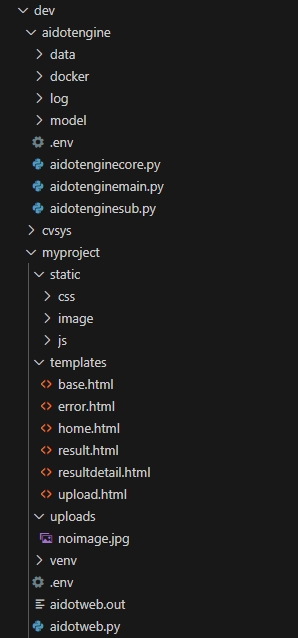 dev
aidotengine
data
docker
log
model
.env
aidotenginecore.py
aidotenginemain.py
aidotenginesub.py
cvsys
myproject
static
css
image
js
templates
base.html
error.html
home.html
result.html
resultdetail.html
upload.html
uploads
noimage.jpg
venv
.env
aidotweb.out
aidotweb.py